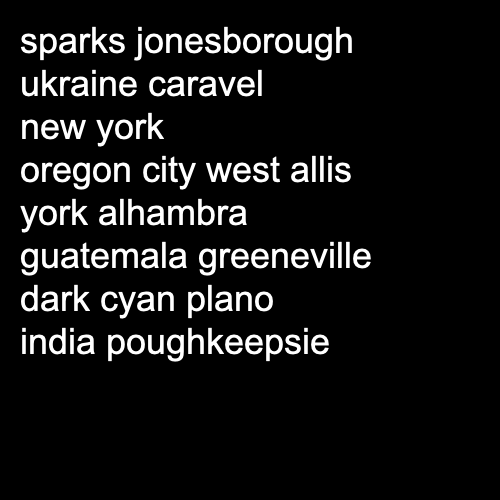 sparks jonesborough
ukraine caravel
new york
oregon city west allis
york alhambra
guatemala greeneville
dark cyan plano
india poughkeepsie